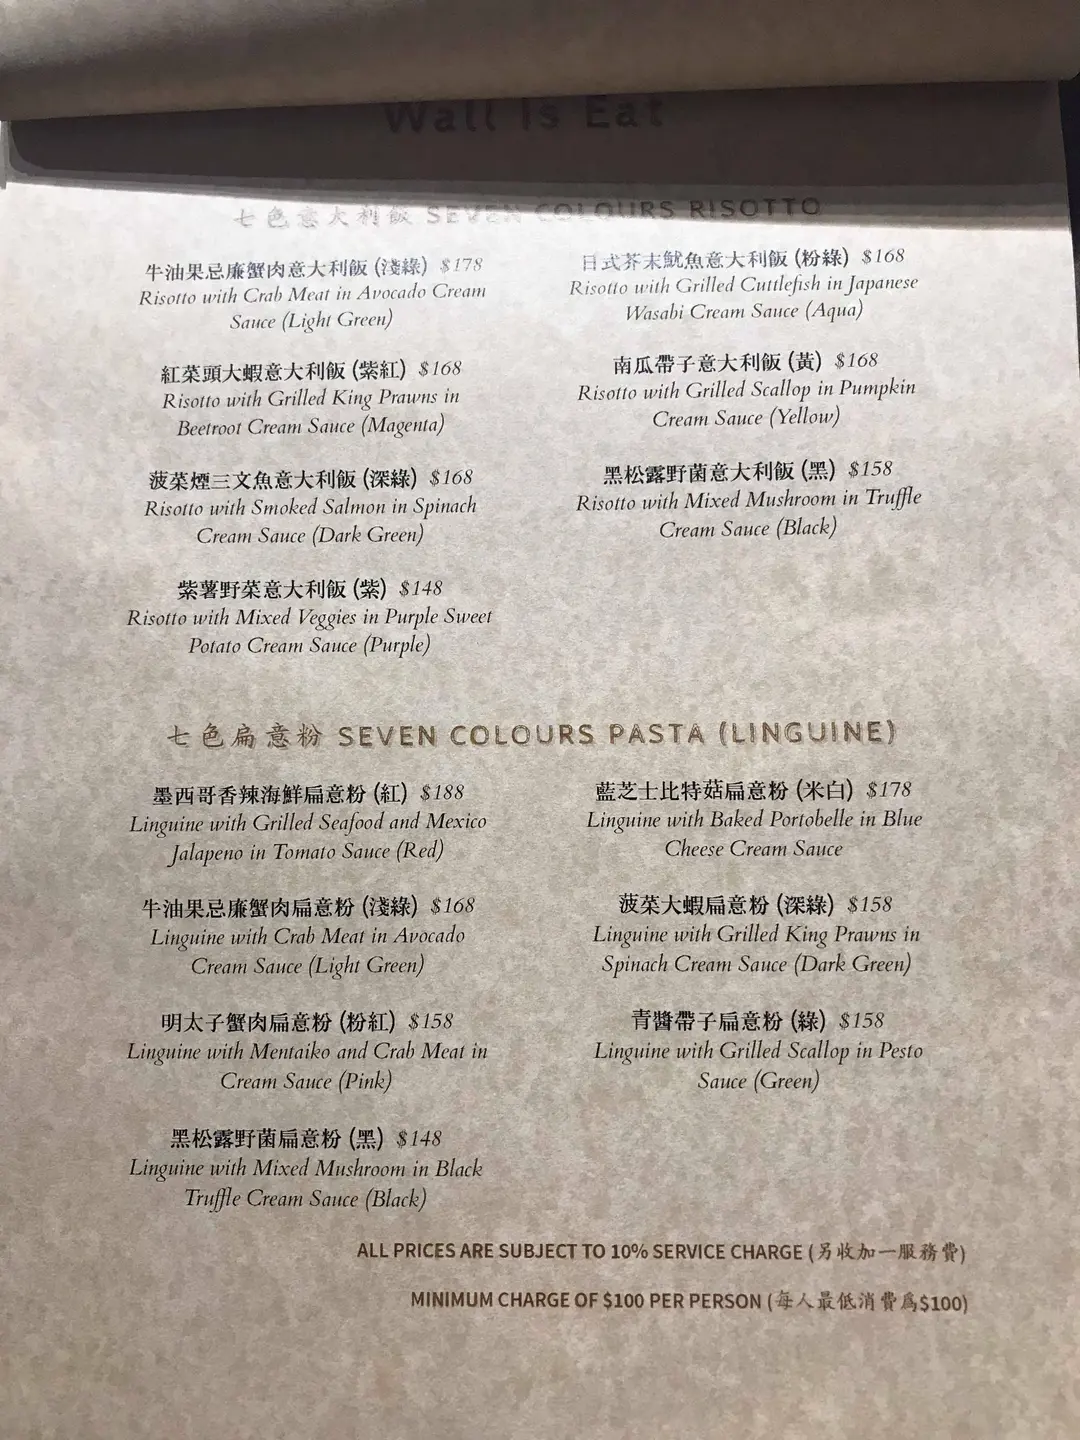 Wall Is Eat
七色意大利飯 SEVEN COLOURS RISOTTO
牛油果忌廉蟹肉意大利飯 (淺綠) $178
Risotto with Crab Meat in Avocado Cream
Sauce (Light Green)
紅菜頭大蝦意大利飯 (紫紅) $168
Risotto with Grilled King Prawns in
Beetroot Cream Sauce (Magenta)
菠菜煙三文魚意大利飯 (深綠) $168
Risotto with Smoked Salmon in Spinach
Cream Sauce (Dark Green)
紫薯野菜意大利飯 (紫) $148
Risotto with Mixed Veggies in Purple Sweet
Potato Cream Sauce (Purple)
日式芥末魷魚意大利飯 (粉綠) $168
Risotto with Grilled Cuttlefish in Japanese
Wasabi Cream Sauce (Aqua)
南瓜帶子意大利飯 (黃) $168
Risotto with Grilled Scallop in Pumpkin
Cream Sauce (Yellow)
黑松露野菌意大利飯 (黑) $158
Risotto with Mixed Mushroom in Truffle
Cream Sauce (Black)
七色扁意粉 SEVEN COLOURS PASTA (LINGUINE)
墨西哥香辣海鮮扁意粉 (紅) $188
Linguine with Grilled Seafood and Mexico
Jalapeno in Tomato Sauce (Red)
牛油果忌廉蟹肉扁意粉 (淺綠) $168
Linguine with Crab Meat in Avocado
Cream Sauce (Light Green)
明太子蟹肉扁意粉 (粉紅) $158
Linguine with Mentaiko and Crab Meat in
Cream Sauce (Pink)
黑松露野菌扁意粉 (黑) $148
Linguine with Mixed Mushroom in Black
Truffle Cream Sauce (Black)
藍芝士比特菇扁意粉 (米白) $178
Linguine with Baked Portobelle in Blue
Cheese Cream Sauce
菠菜大蝦扁意粉 (深綠) $158
Linguine with Grilled King Prawns in
Spinach Cream Sauce (Dark Green)
青醬帶子扁意粉 (綠) $158
Linguine with Grilled Scallop in Pesto
Sauce (Green)
ALL PRICES ARE SUBJECT TO 10% SERVICE CHARGE (另收加一服務費)
MINIMUM CHARGE OF $100 PER PERSON (每人最低消費爲$100)